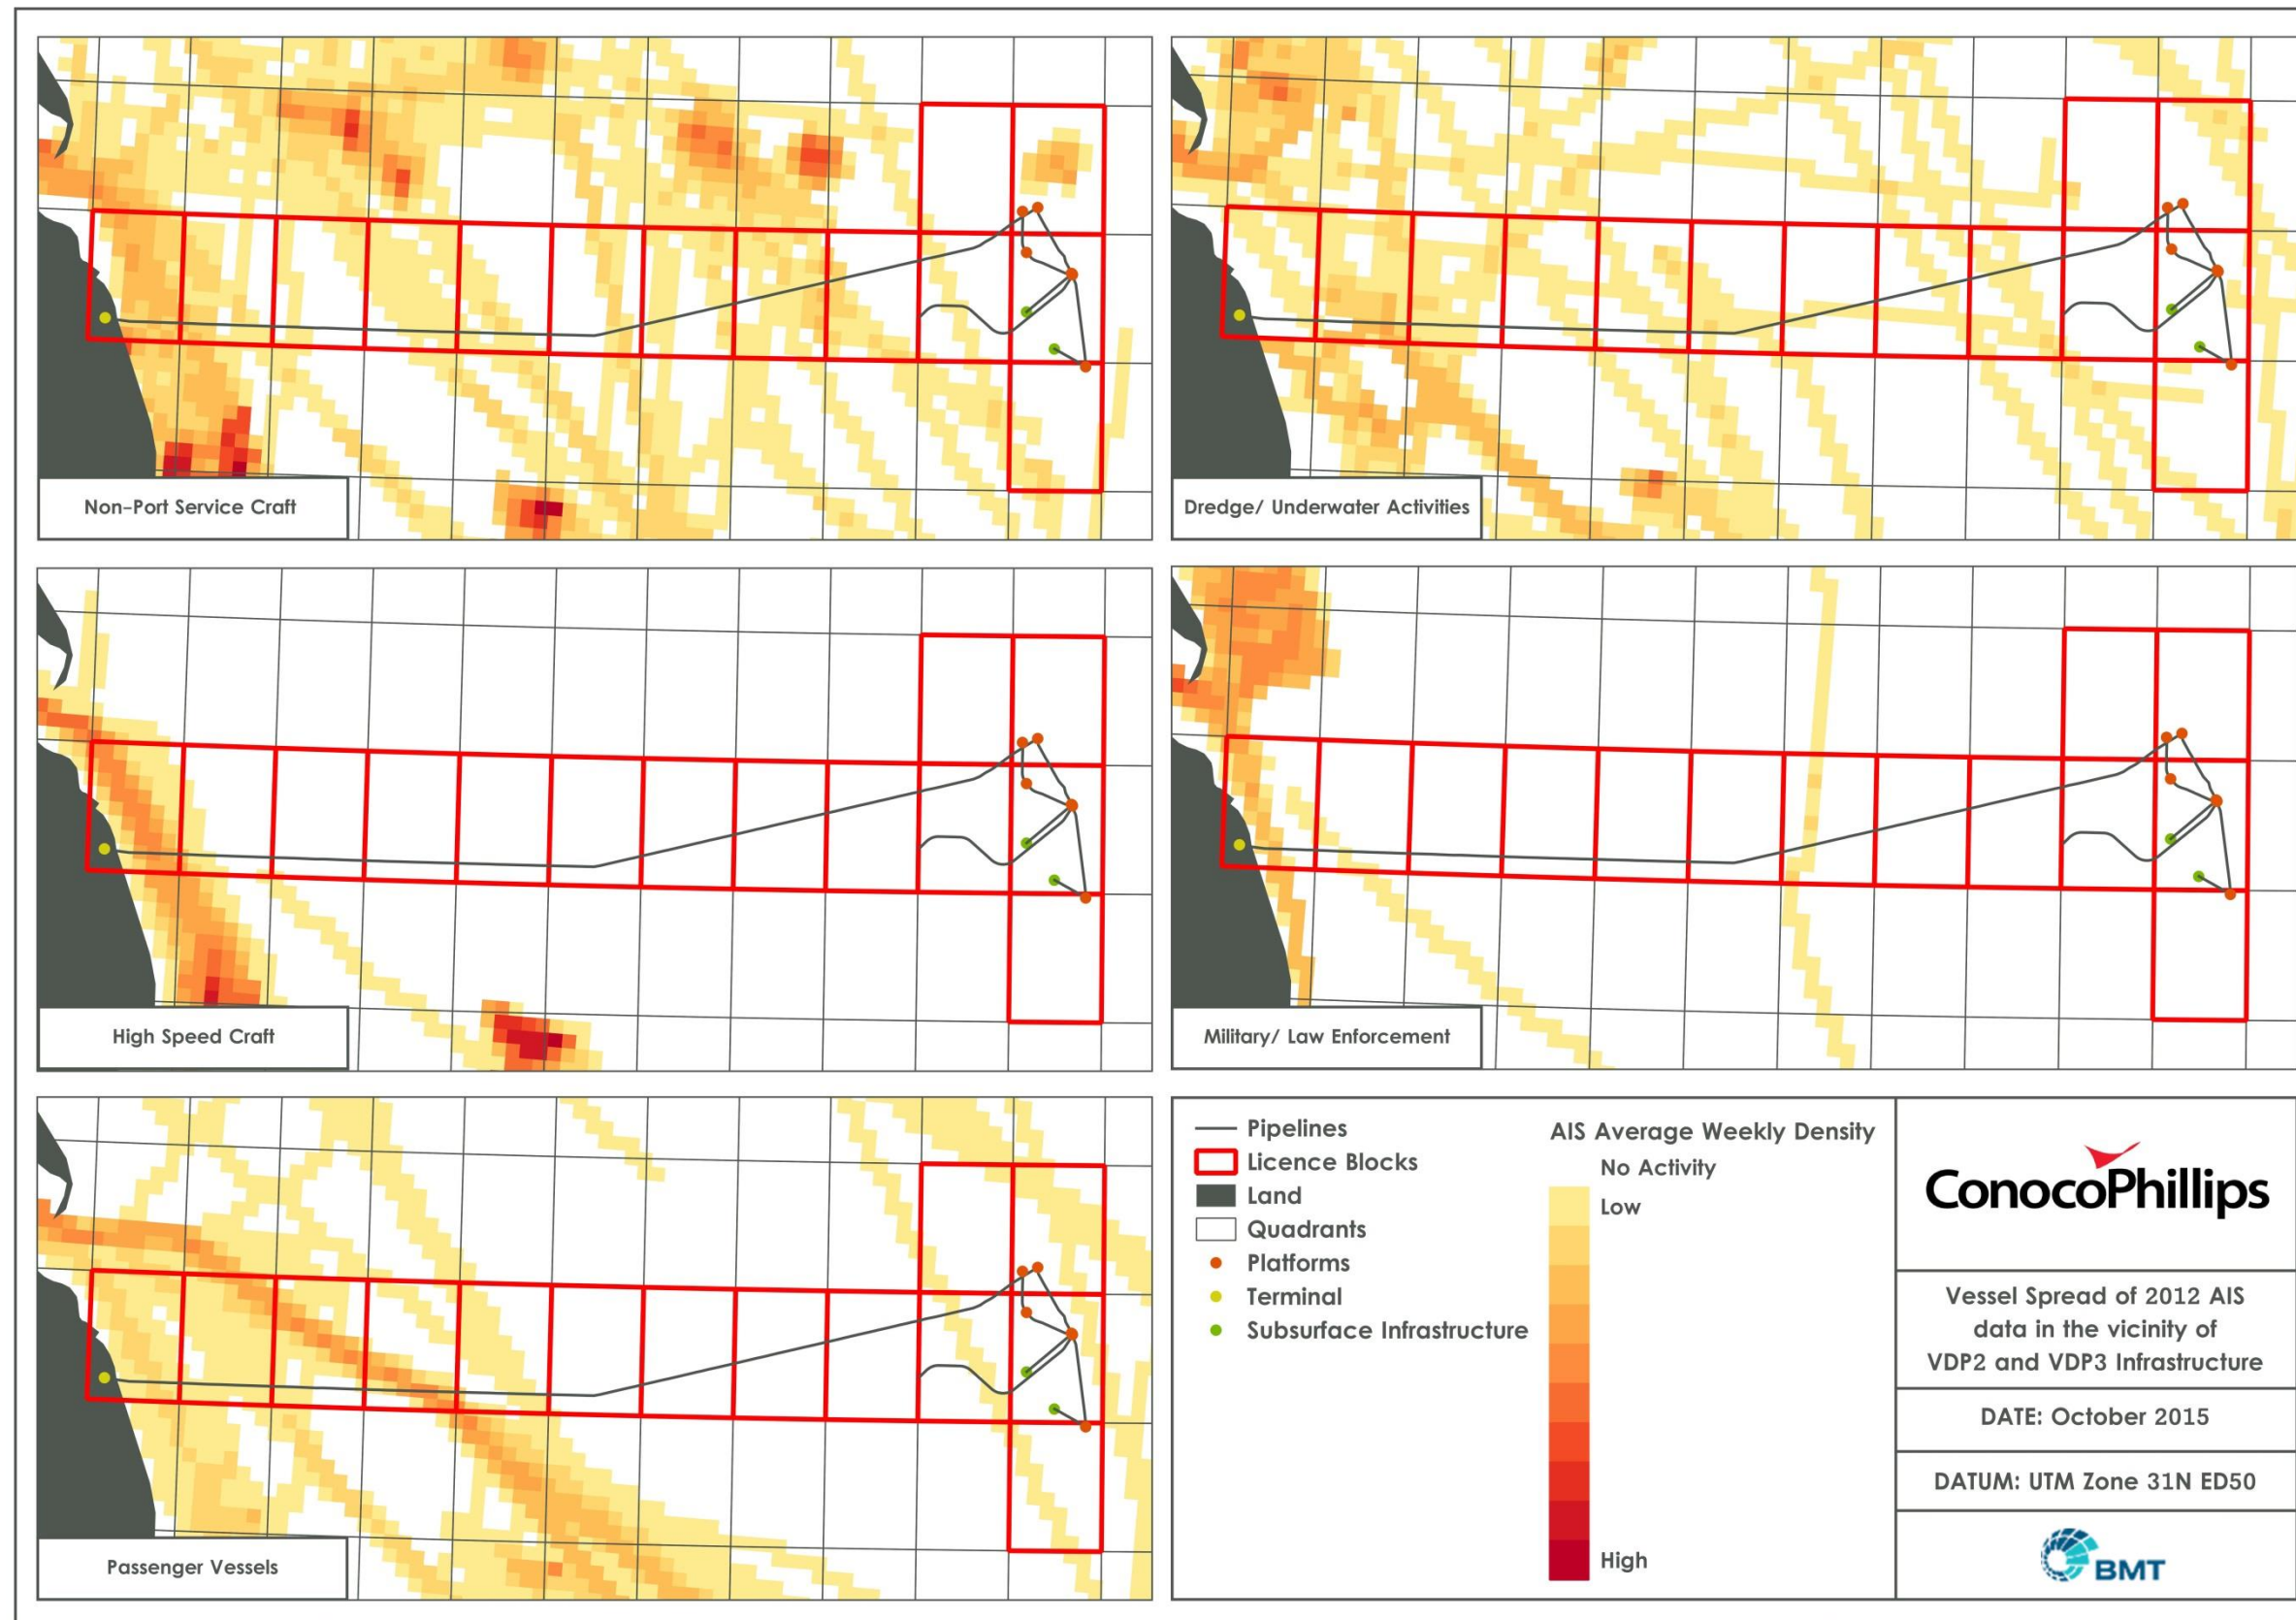 Non-Port Service Craft
Dredge/ Underwater Activities
High Speed Craft
Military/ Law Enforcement
Passenger Vessels
Pipelines
Licence Blocks
Land
Quadrants
Platforms
Terminal
Subsurface Infrastructure
AIS Average Weekly Density
No Activity
Low
High
ConocoPhillips
Vessel Spread of 2012 AIS
data in the vicinity of
VDP2 and VDP3 Infrastructure
DATE: October 2015
DATUM: UTM Zone 31N ED50
BMT